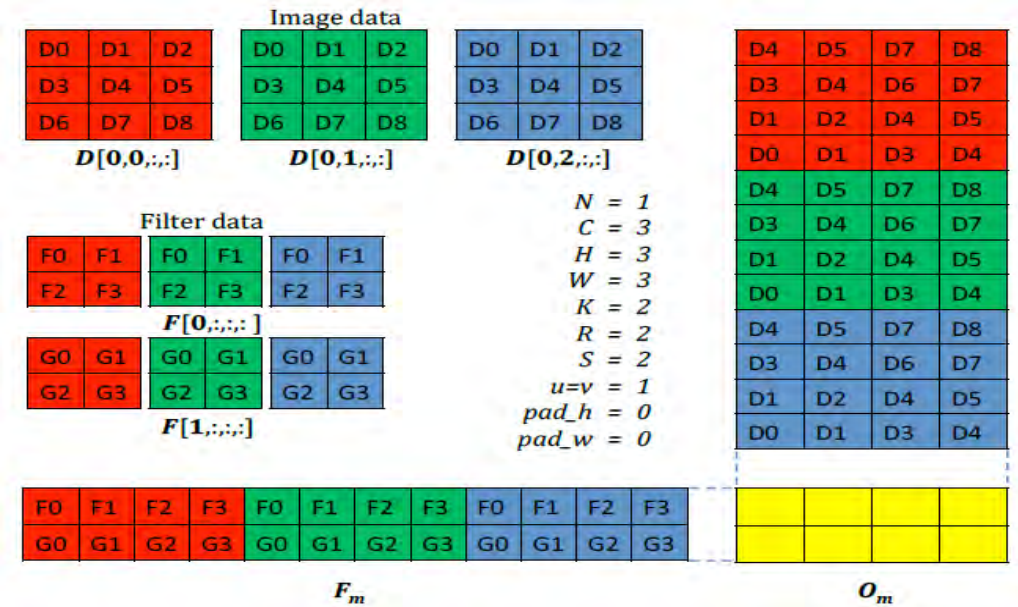 Image data
D0 D1 D2 D0 D1 D2 D0 D1 D2
D3 D4 D5 D3 D4 D5 D3 D4 D5
D6 D7 D8 D6 D7 D8 D6 D7 D8
D[0,0,:,:] D[0,1,:,:] D[0,2,:,:]
Filter data
F0 F1 F0 F1 F0 F1
F2 F3 F2 F3 F2 F3
F[0,:,:,: ]
G0 G1 G0 G1 G0 G1
G2 G3 G2 G3 G2 G3
F[1,:,:,:]
N = 1
C = 3
H = 3
W = 3
K = 2
R = 2
S = 2
u=v = 1
pad_h = 0
pad_w = 0
D4 D5 D7 D8
D3 D4 D6 D7
D1 D2 D4 D5
D0 D1 D3 D4
D4 D5 D7 D8
D3 D4 D6 D7
D1 D2 D4 D5
D0 D1 D3 D4
D4 D5 D7 D8
D3 D4 D6 D7
D1 D2 D4 D5
D0 D1 D3 D4
F0 F1 F2 F3 F0 F1 F2 F3 F0 F1 F2 F3
G0 G1 G2 G3 G0 G1 G2 G3 G0 G1 G2 G3
Fm Om